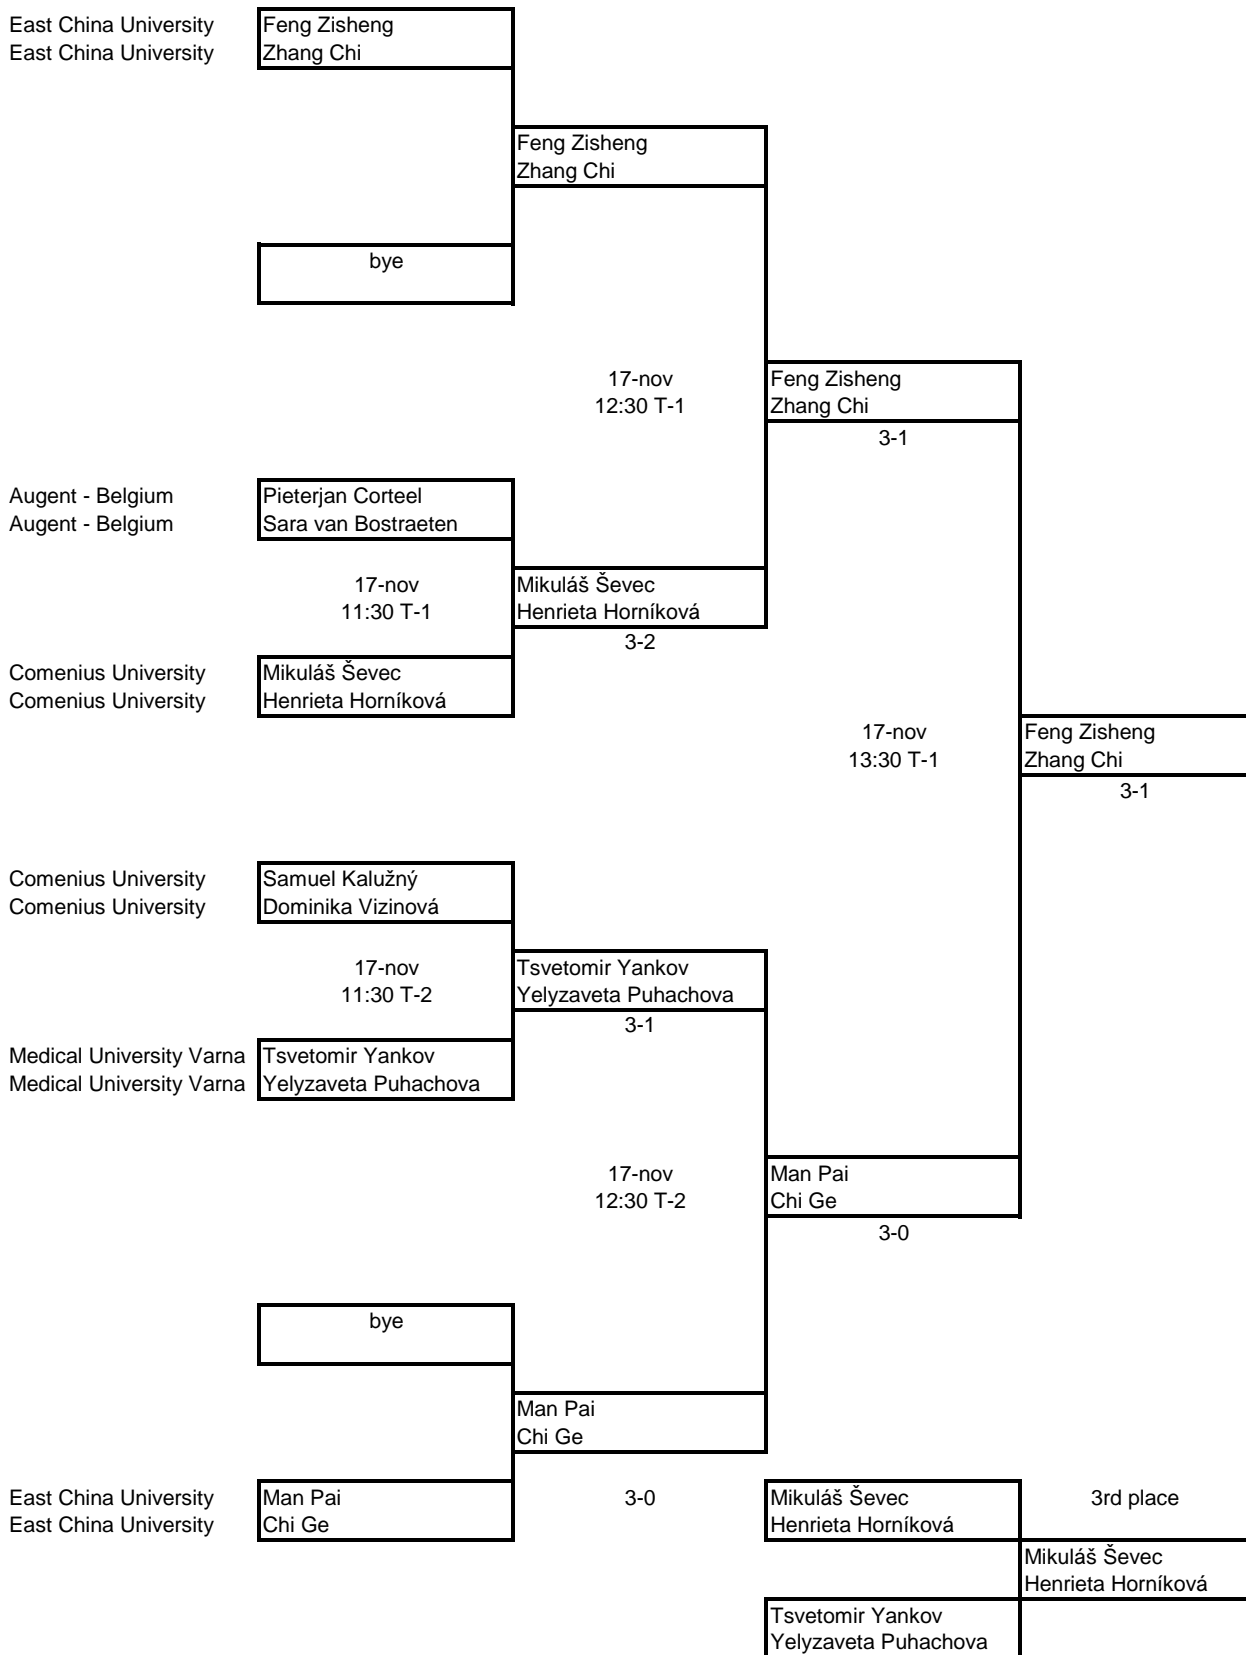 East China University Feng Zisheng
East China University Zhang Chi
Feng Zisheng
Zhang Chi
bye
17-nov Feng Zisheng
12:30 T-1 Zhang Chi
3-1
Augent - Belgium Pieterjan Corteel
Augent - Belgium Sara van Bostraeten
17-nov Mikuláš Ševec
11:30 T-1 Henrieta Horníková
3-2
Comenius University Mikuláš Ševec
Comenius University Henrieta Horníková
17-nov Feng Zisheng
13:30 T-1 Zhang Chi
3-1
Comenius University Samuel Kalužný
Comenius University Dominika Vizinová
17-nov Tsvetomir Yankov
11:30 T-2 Yelyzaveta Puhachova
3-1
Medical University Varna Tsvetomir Yankov
Medical University Varna Yelyzaveta Puhachova
17-nov Man Pai
12:30 T-2 Chi Ge
3-0
bye
Man Pai
Chi Ge
East China University Man Pai 3-0 Mikuláš Ševec 3rd place
East China University Chi Ge Henrieta Horníková
Mikuláš Ševec
Henrieta Horníková
Tsvetomir Yankov
Yelyzaveta Puhachova